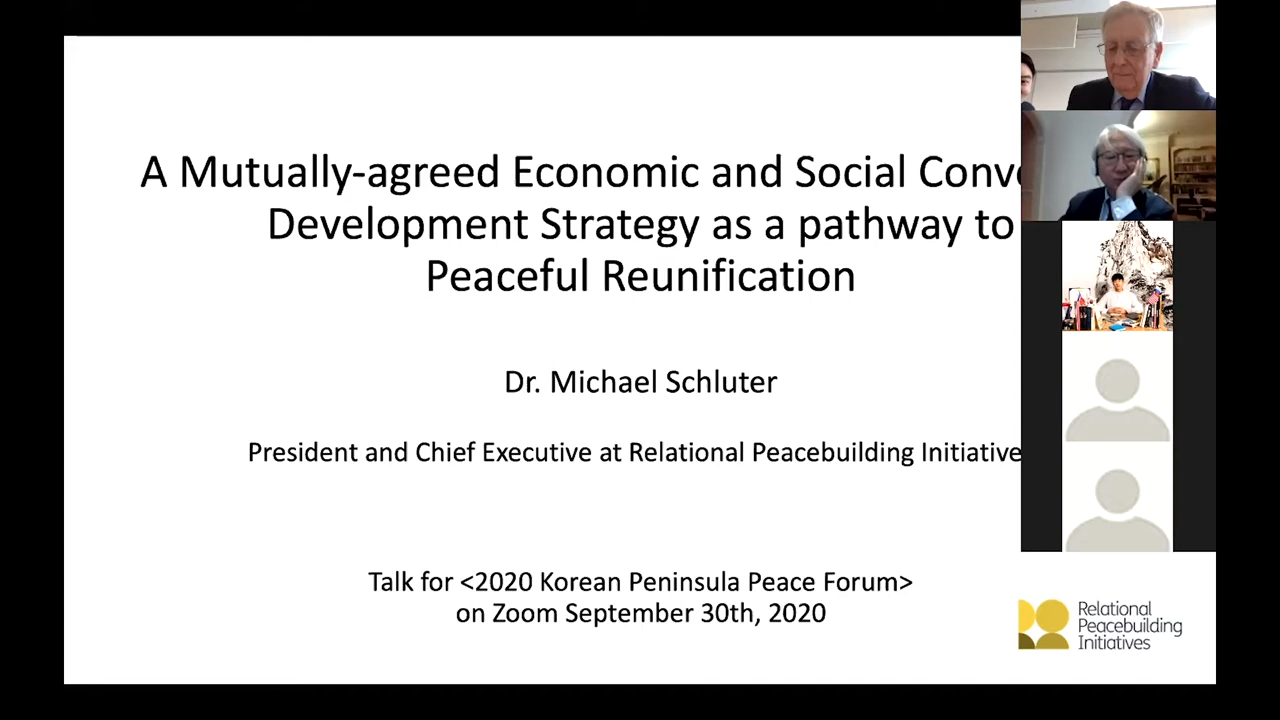 A Mutually-agreed Economic and Social
Development Strategy as a pathway to
Peaceful Reunification
Dr. Michael Schluter
President and Chief Executive at Relational Peacebuilding Initiative
Talk for <2020 Korean Peninsula Peace Forum>
on Zoom September 30th, 2020
Relational
Peacebuilding
Initiatives